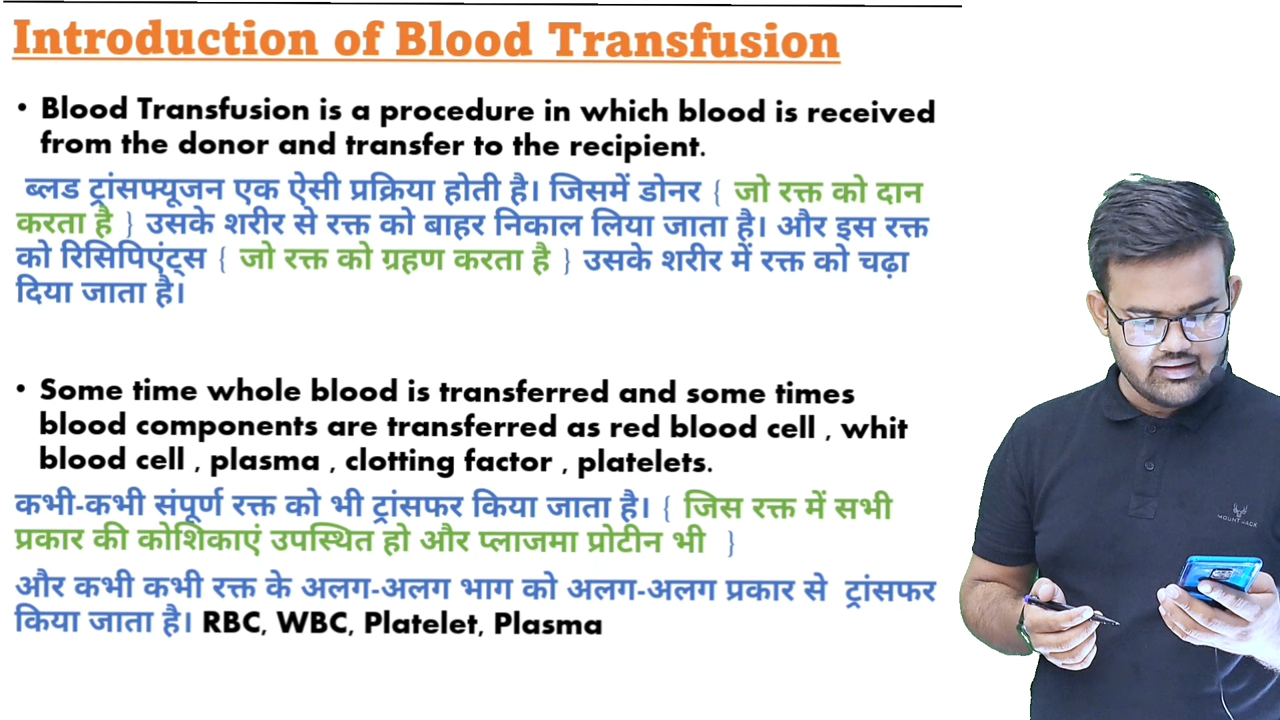 Introduction of Blood Transfusion
• Blood Transfusion is a procedure in which blood is received
from the donor and transfer to the recipient.
ब्लड ट्रांसफ्यूजन एक ऐसी प्रक्रिया होती है। जिसमें डोनर { जो रक्त को दान
करता है } उसके शरीर से रक्त को बाहर निकाल लिया जाता है। और इस रक्त
को रिसिपिएंट्स { जो रक्त को ग्रहण करता है } उसके शरीर में रक्त को चढ़ा
दिया जाता है।
• Some time whole blood is transferred and some times
blood components are transferred as red blood cell , whit
blood cell , plasma , clotting factor , platelets.
कभी-कभी संपूर्ण रक्त को भी ट्रांसफर किया जाता है। { जिस रक्त में सभी
प्रकार की कोशिकाएं उपस्थित हो और प्लाजमा प्रोटीन भी }
और कभी कभी रक्त के अलग-अलग भाग को अलग-अलग प्रकार से ट्रांसफर
किया जाता है। RBC, WBC, Platelet, Plasma
MOUNT JACK